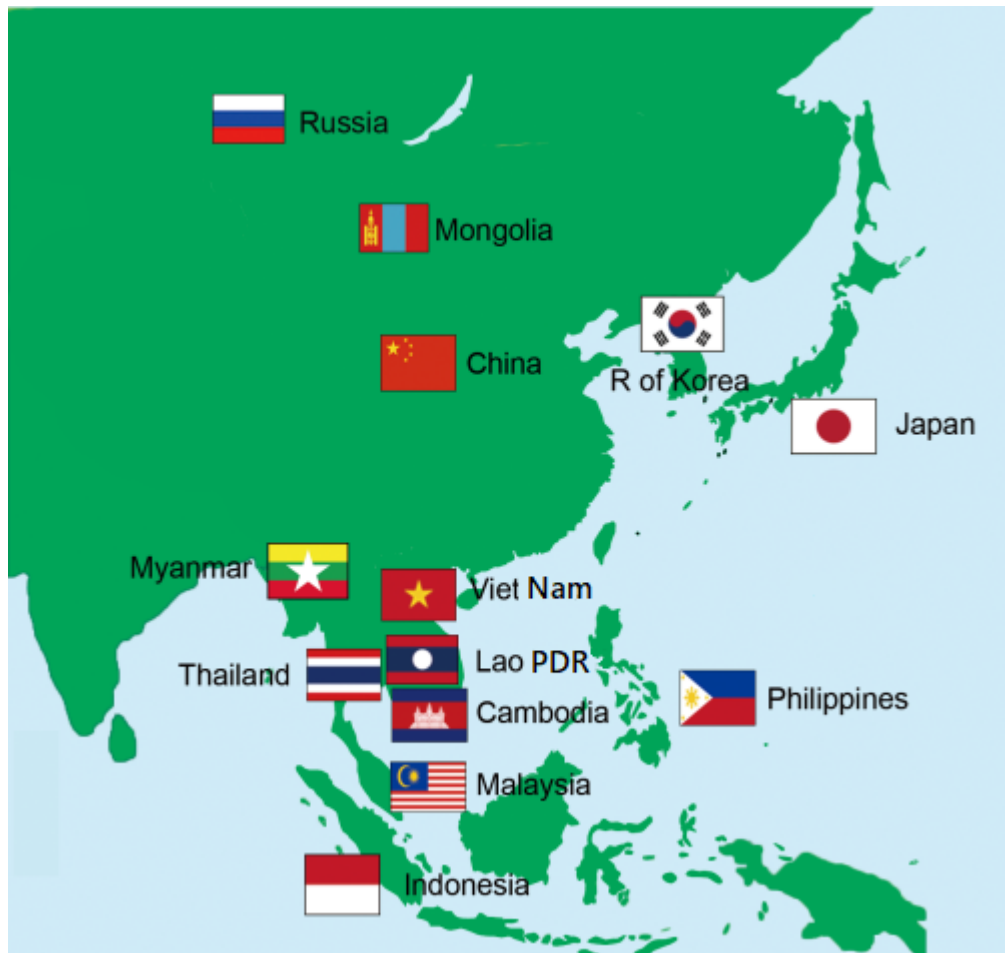 Russia
Mongolia
China
R of Korea
Japan
Myanmar
Viet Nam
Lao PDR
Thailand
Philippines
Cambodia
Malaysia
Indonesia